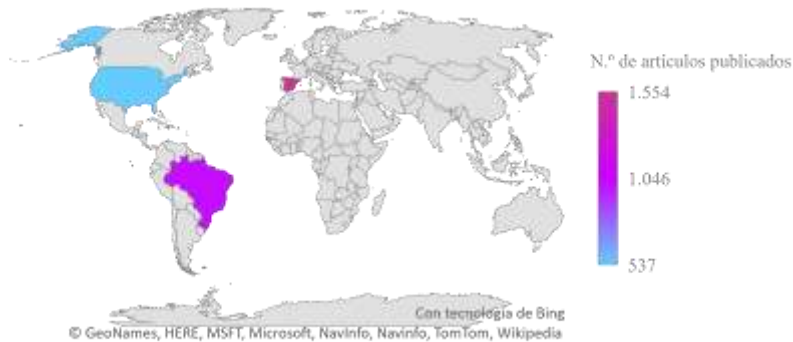 N.º de artículos publicados
1.554
1.046
537
Con tecnología de Bing
© GeoNames, HERE, MSFT, Microsoft, NavInfo, Navinfo, TomTom, Wikipedia